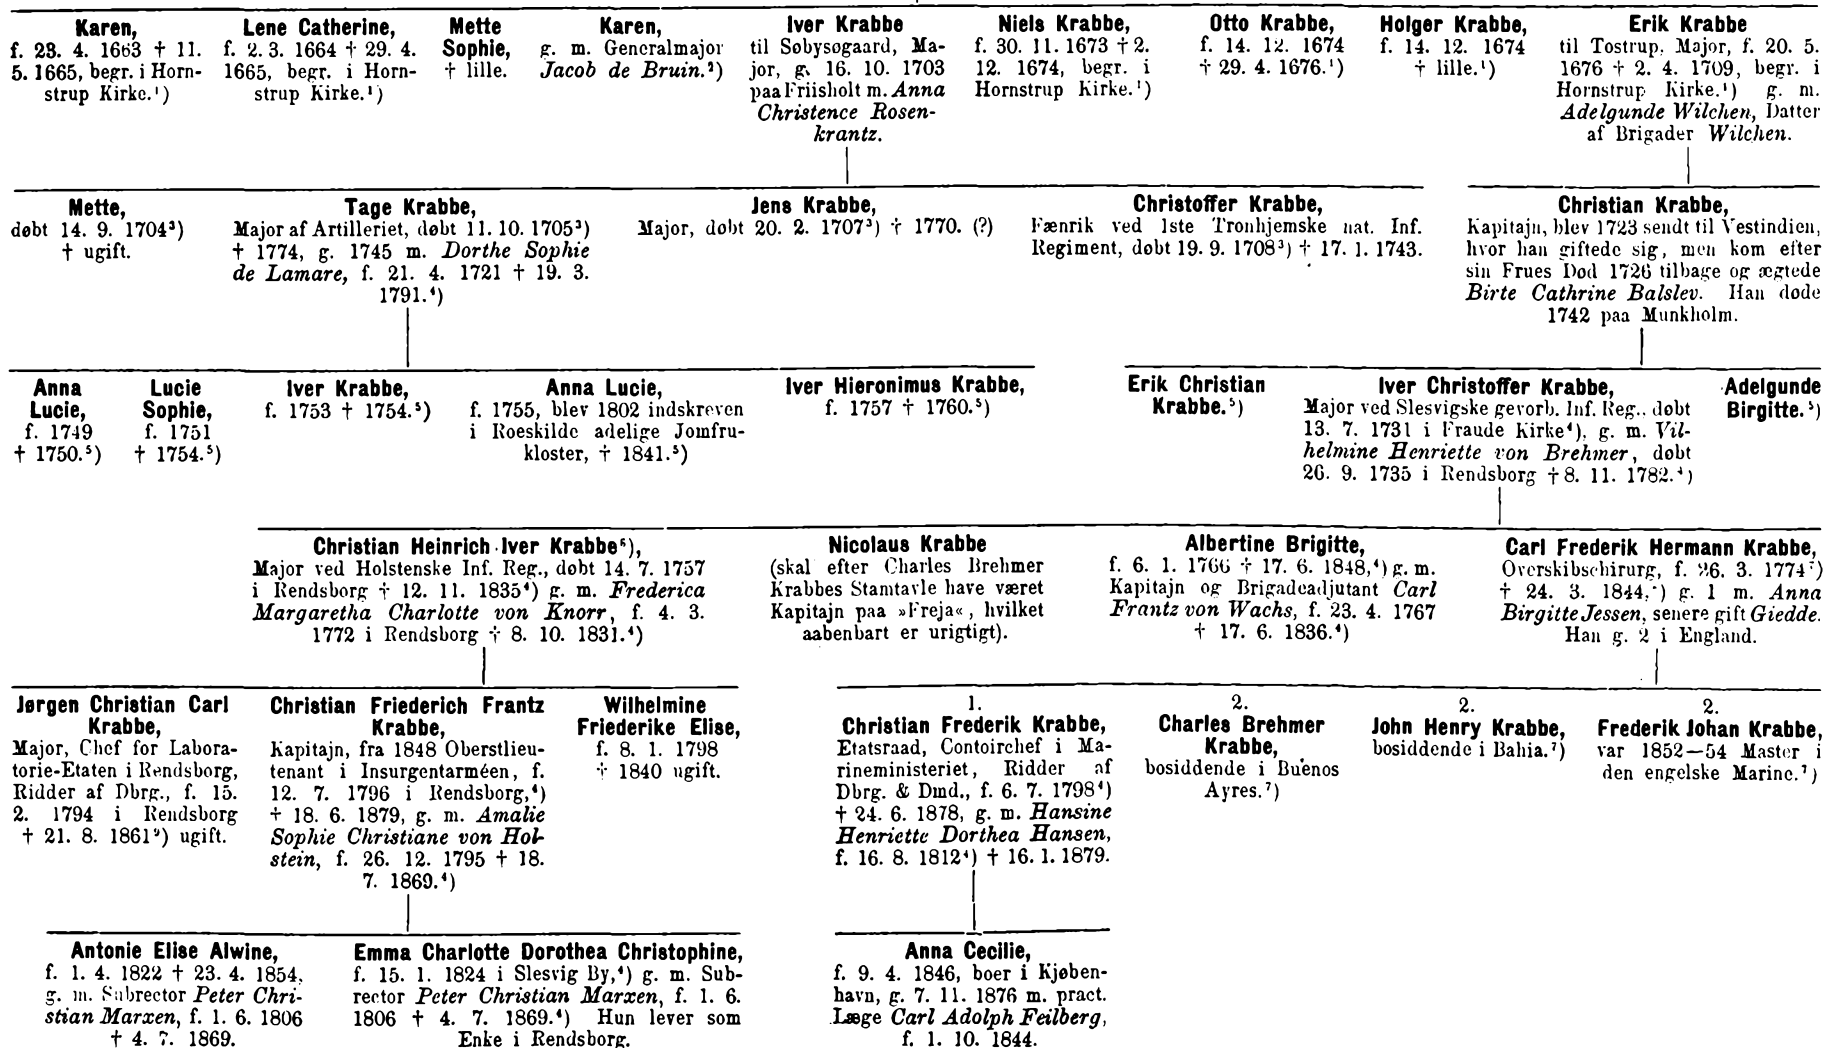 Karen,
f. 23. 4. 1663 † 11.
5. 1665, begr. i Horn-
strup Kirke.¹)
Lene Catherine,
f. 2. 3. 1664 † 29. 4.
1665, begr. i Horn-
strup Kirke.¹)
Mette
Sophie,
† lille.
Karen,
g. m. Generalmajor
Jacob de Bruin.²)
Iver Krabbe
til Søbysøgaard, Ma-
jor, g. 16. 10. 1703
paa Friisholt m. Anna
Christence Rosen-
krantz.
Niels Krabbe,
f. 30. 11. 1673 † 2.
12. 1674, begr. i
Hornstrup Kirke.¹)
Otto Krabbe,
f. 14. 12. 1674
† 29. 4. 1676.¹)
Holger Krabbe,
f. 14. 12. 1674
† lille.¹)
Erik Krabbe
til Tostrup, Major, f. 20. 5.
1676 † 2. 4. 1709, begr. i
Hornstrup Kirke.¹) g. m.
Adelgunde Wilchen, Datter
af Brigader Wilchen.
Mette,
døbt 14. 9. 1704³)
† ugift.
Tage Krabbe,
Major af Artilleriet, døbt 11. 10. 1705³)
† 1774, g. 1745 m. Dorthe Sophie
de Lamare, f. 21. 4. 1721 † 19. 3.
1791.⁴)
Jens Krabbe,
Major, døbt 20. 2. 1707³) † 1770. (?)
Christoffer Krabbe,
Fænrik ved 1ste Tronhjemske nat. Inf.
Regiment, døbt 19. 9. 1708³) † 17. 1. 1743.
Christian Krabbe,
Kapitajn, blev 1723 sendt til Vestindien,
hvor han giftede sig, men kom efter
sin Frues Død 1726 tilbage og ægtede
Birte Cathrine Balslev. Han døde
1742 paa Munkholm.
Anna
Lucie,
f. 1749
† 1750.⁵)
Lucie
Sophie,
f. 1751
† 1754.⁵)
Iver Krabbe,
f. 1753 † 1754.⁵)
Anna Lucie,
f. 1755, blev 1802 indskreven
i Roeskilde adelige Jomfru-
kloster, † 1841.⁵)
Iver Hieronimus Krabbe,
f. 1757 † 1760.⁵)
Erik Christian
Krabbe.⁵)
Iver Christoffer Krabbe,
Major ved Slesvigske gevorb. Inf. Reg., døbt
13. 7. 1731 i Fraude Kirke⁴), g. m. Vil-
helmine Henriette von Brehmer, døbt
26. 9. 1735 i Rendsborg † 8. 11. 1782.⁴)
Adelgunde
Birgitte.⁵)
Christian Heinrich Iver Krabbe⁶),
Major ved Holstenske Inf. Reg., døbt 14. 7. 1757
i Rendsborg † 12. 11. 1835⁴) g. m. Frederica
Margaretha Charlotte von Knorr, f. 4. 3.
1772 i Rendsborg † 8. 10. 1831.⁴)
Nicolaus Krabbe
(skal efter Charles Brehmer
Krabbes Stamtavle have været
Kapitajn paa »Freja«, hvilket
aabenbart er urigtigt).
Albertine Brigitte,
f. 6. 1. 1766 † 17. 6. 1848,⁴) g. m.
Kapitajn og Brigadeadjutant Carl
Frantz von Wachs, f. 23. 4. 1767
† 17. 6. 1836.⁴)
Carl Frederik Hermann Krabbe,
Overskibschirurg, f. 26. 3. 1774⁷)
† 24. 3. 1844,⁷) g. 1 m. Anna
Birgitte Jessen, senere gift Giedde.
Han g. 2 i England.
Jørgen Christian Carl
Krabbe,
Major, Chef for Labora-
torie-Etaten i Rendsborg,
Ridder af Dbrg., f. 15.
2. 1794 i Rendsborg
† 21. 8. 1861⁹) ugift.
Christian Friederich Frantz
Krabbe,
Kapitajn, fra 1848 Oberstlieu-
tenant i Insurgentarméen, f.
12. 7. 1796 i Rendsborg,⁴)
† 18. 6. 1879, g. m. Amalie
Sophie Christiane von Hol-
stein, f. 26. 12. 1795 † 18.
7. 1869.⁴)
Wilhelmine
Friederike Elise,
f. 8. 1. 1798
† 1840 ugift.
1.
Christian Frederik Krabbe,
Etatsraad, Contoirchef i Ma-
rineministeriet, Ridder af
Dbrg. & Dmd., f. 6. 7. 1798⁴)
† 24. 6. 1878, g. m. Hansine
Henriette Dorthea Hansen,
f. 16. 8. 1812⁴) † 16. 1. 1879.
2.
Charles Brehmer
Krabbe,
bosiddende i Buenos
Ayres.⁷)
2.
John Henry Krabbe,
bosiddende i Bahia.⁷)
2.
Frederik Johan Krabbe,
var 1852—54 Master i
den engelske Marine.⁷)
Antonie Elise Alwine,
f. 1. 4. 1822 † 23. 4. 1854,
g. m. Subrector Peter Chri-
stian Marxen, f. 1. 6. 1806
† 4. 7. 1869.
Emma Charlotte Dorothea Christophine,
f. 15. 1. 1824 i Slesvig By,⁴) g. m. Sub-
rector Peter Christian Marxen, f. 1. 6.
1806 † 4. 7. 1869.⁴) Hun lever som
Enke i Rendsborg.
Anna Cecilie,
f. 9. 4. 1846, boer i Kjøben-
havn, g. 7. 11. 1876 m. pract.
Læge Carl Adolph Feilberg,
f. 1. 10. 1844.